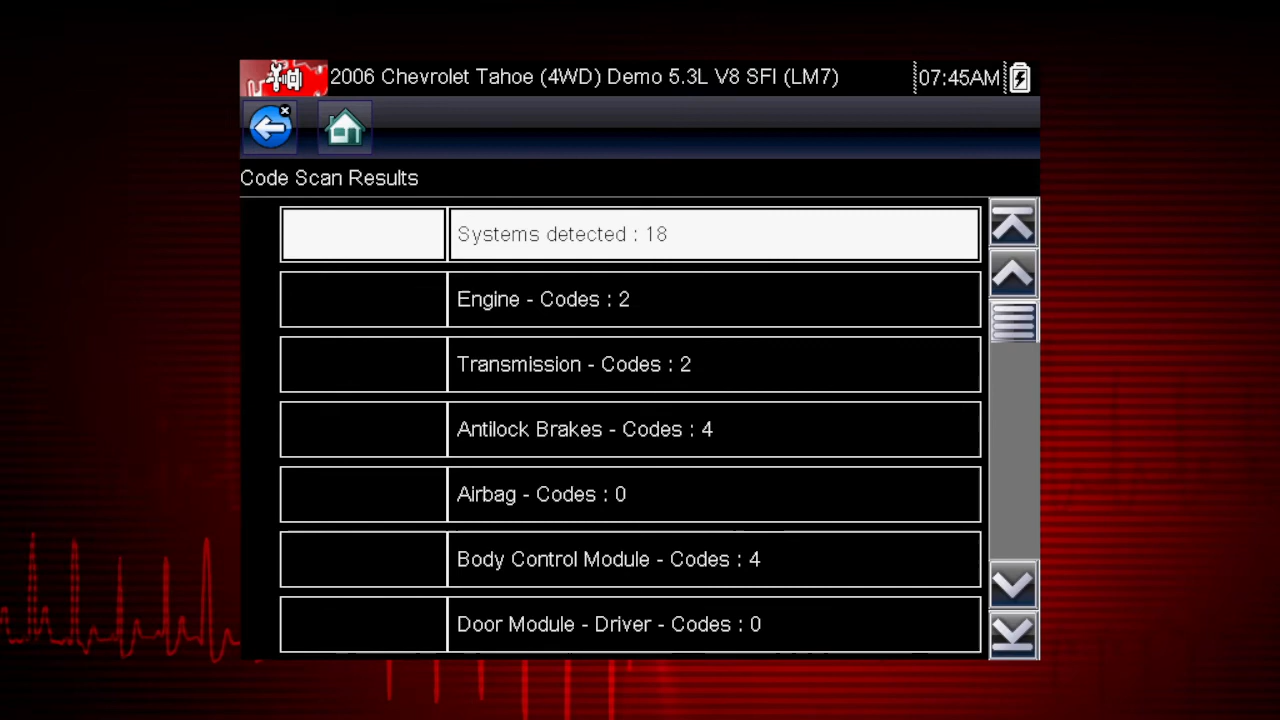 2006 Chevrolet Tahoe (4WD) Demo 5.3L V8 SFI (LM7) 07:45AM
Code Scan Results
Systems detected : 18
Engine - Codes : 2
Transmission - Codes : 2
Antilock Brakes - Codes : 4
Airbag - Codes : 0
Body Control Module - Codes : 4
Door Module - Driver - Codes : 0